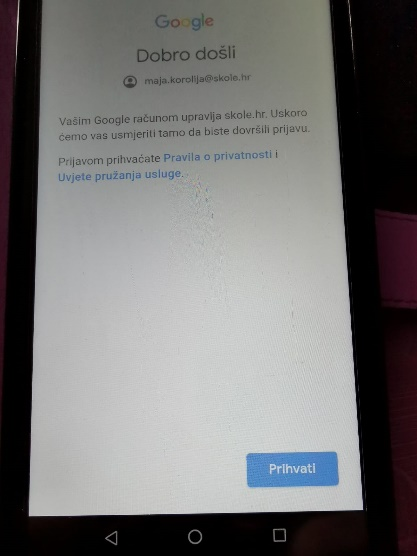 Google
Dobro došli
maja.korolija@skole.hr
Vašim Google računom upravlja skole.hr. Uskoro
ćemo vas usmjeriti tamo da biste dovršili prijavu.
Prijavom prihvaćate Pravila o privatnosti i
Uvjete pružanja usluge.
Prihvati